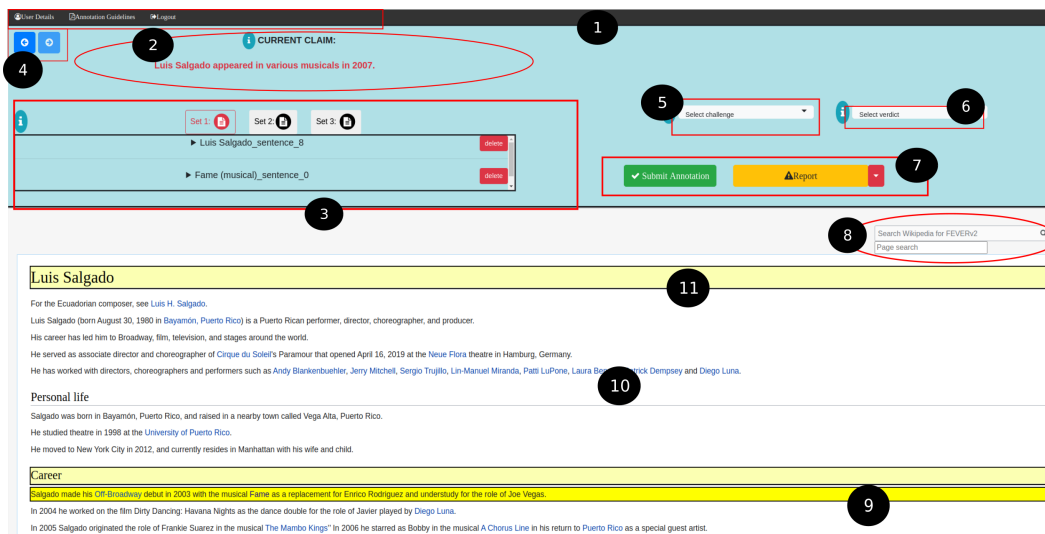 User Details Annotation Guidelines Logout
1
2
CURRENT CLAIM:
4
Luis Salgado appeared in various musicals in 2007.
5
Select challenge
6
Select verdict
Set 1: Set 2: Set 3:
Luis Salgado_sentence_8 delete
Fame (musical)_sentence_0 delete
7
Submit Annotation Report
3
8
Search Wikipedia for FEVERv2
Page search
Luis Salgado
11
For the Ecuadorian composer, see Luis H. Salgado.
Luis Salgado (born August 30, 1980 in Bayamón, Puerto Rico) is a Puerto Rican performer, director, choreographer, and producer.
His career has led him to Broadway, film, television, and stages around the world.
He served as associate director and choreographer of Cirque du Soleil's Paramour that opened April 16, 2019 at the Neue Flora theatre in Hamburg, Germany.
He has worked with directors, choreographers and performers such as Andy Blankenbuehler, Jerry Mitchell, Sergio Trujillo, Lin-Manuel Miranda, Patti LuPone, Laura Dempsey and Diego Luna.
10
Personal life
Salgado was born in Bayamón, Puerto Rico, and raised in a nearby town called Vega Alta, Puerto Rico.
He studied theatre in 1998 at the University of Puerto Rico.
He moved to New York City in 2012, and currently resides in Manhattan with his wife and child.
Career
Salgado made his Off-Broadway debut in 2003 with the musical Fame as a replacement for Enrico Rodriguez and understudy for the role of Joe Vegas.
9
In 2004 he worked on the film Dirty Dancing: Havana Nights as the dance double for the role of Javier played by Diego Luna.
In 2005 Salgado originated the role of Frankie Suarez in the musical The Mambo Kings" In 2006 he starred as Bobby in the musical A Chorus Line in his return to Puerto Rico as a special guest artist.